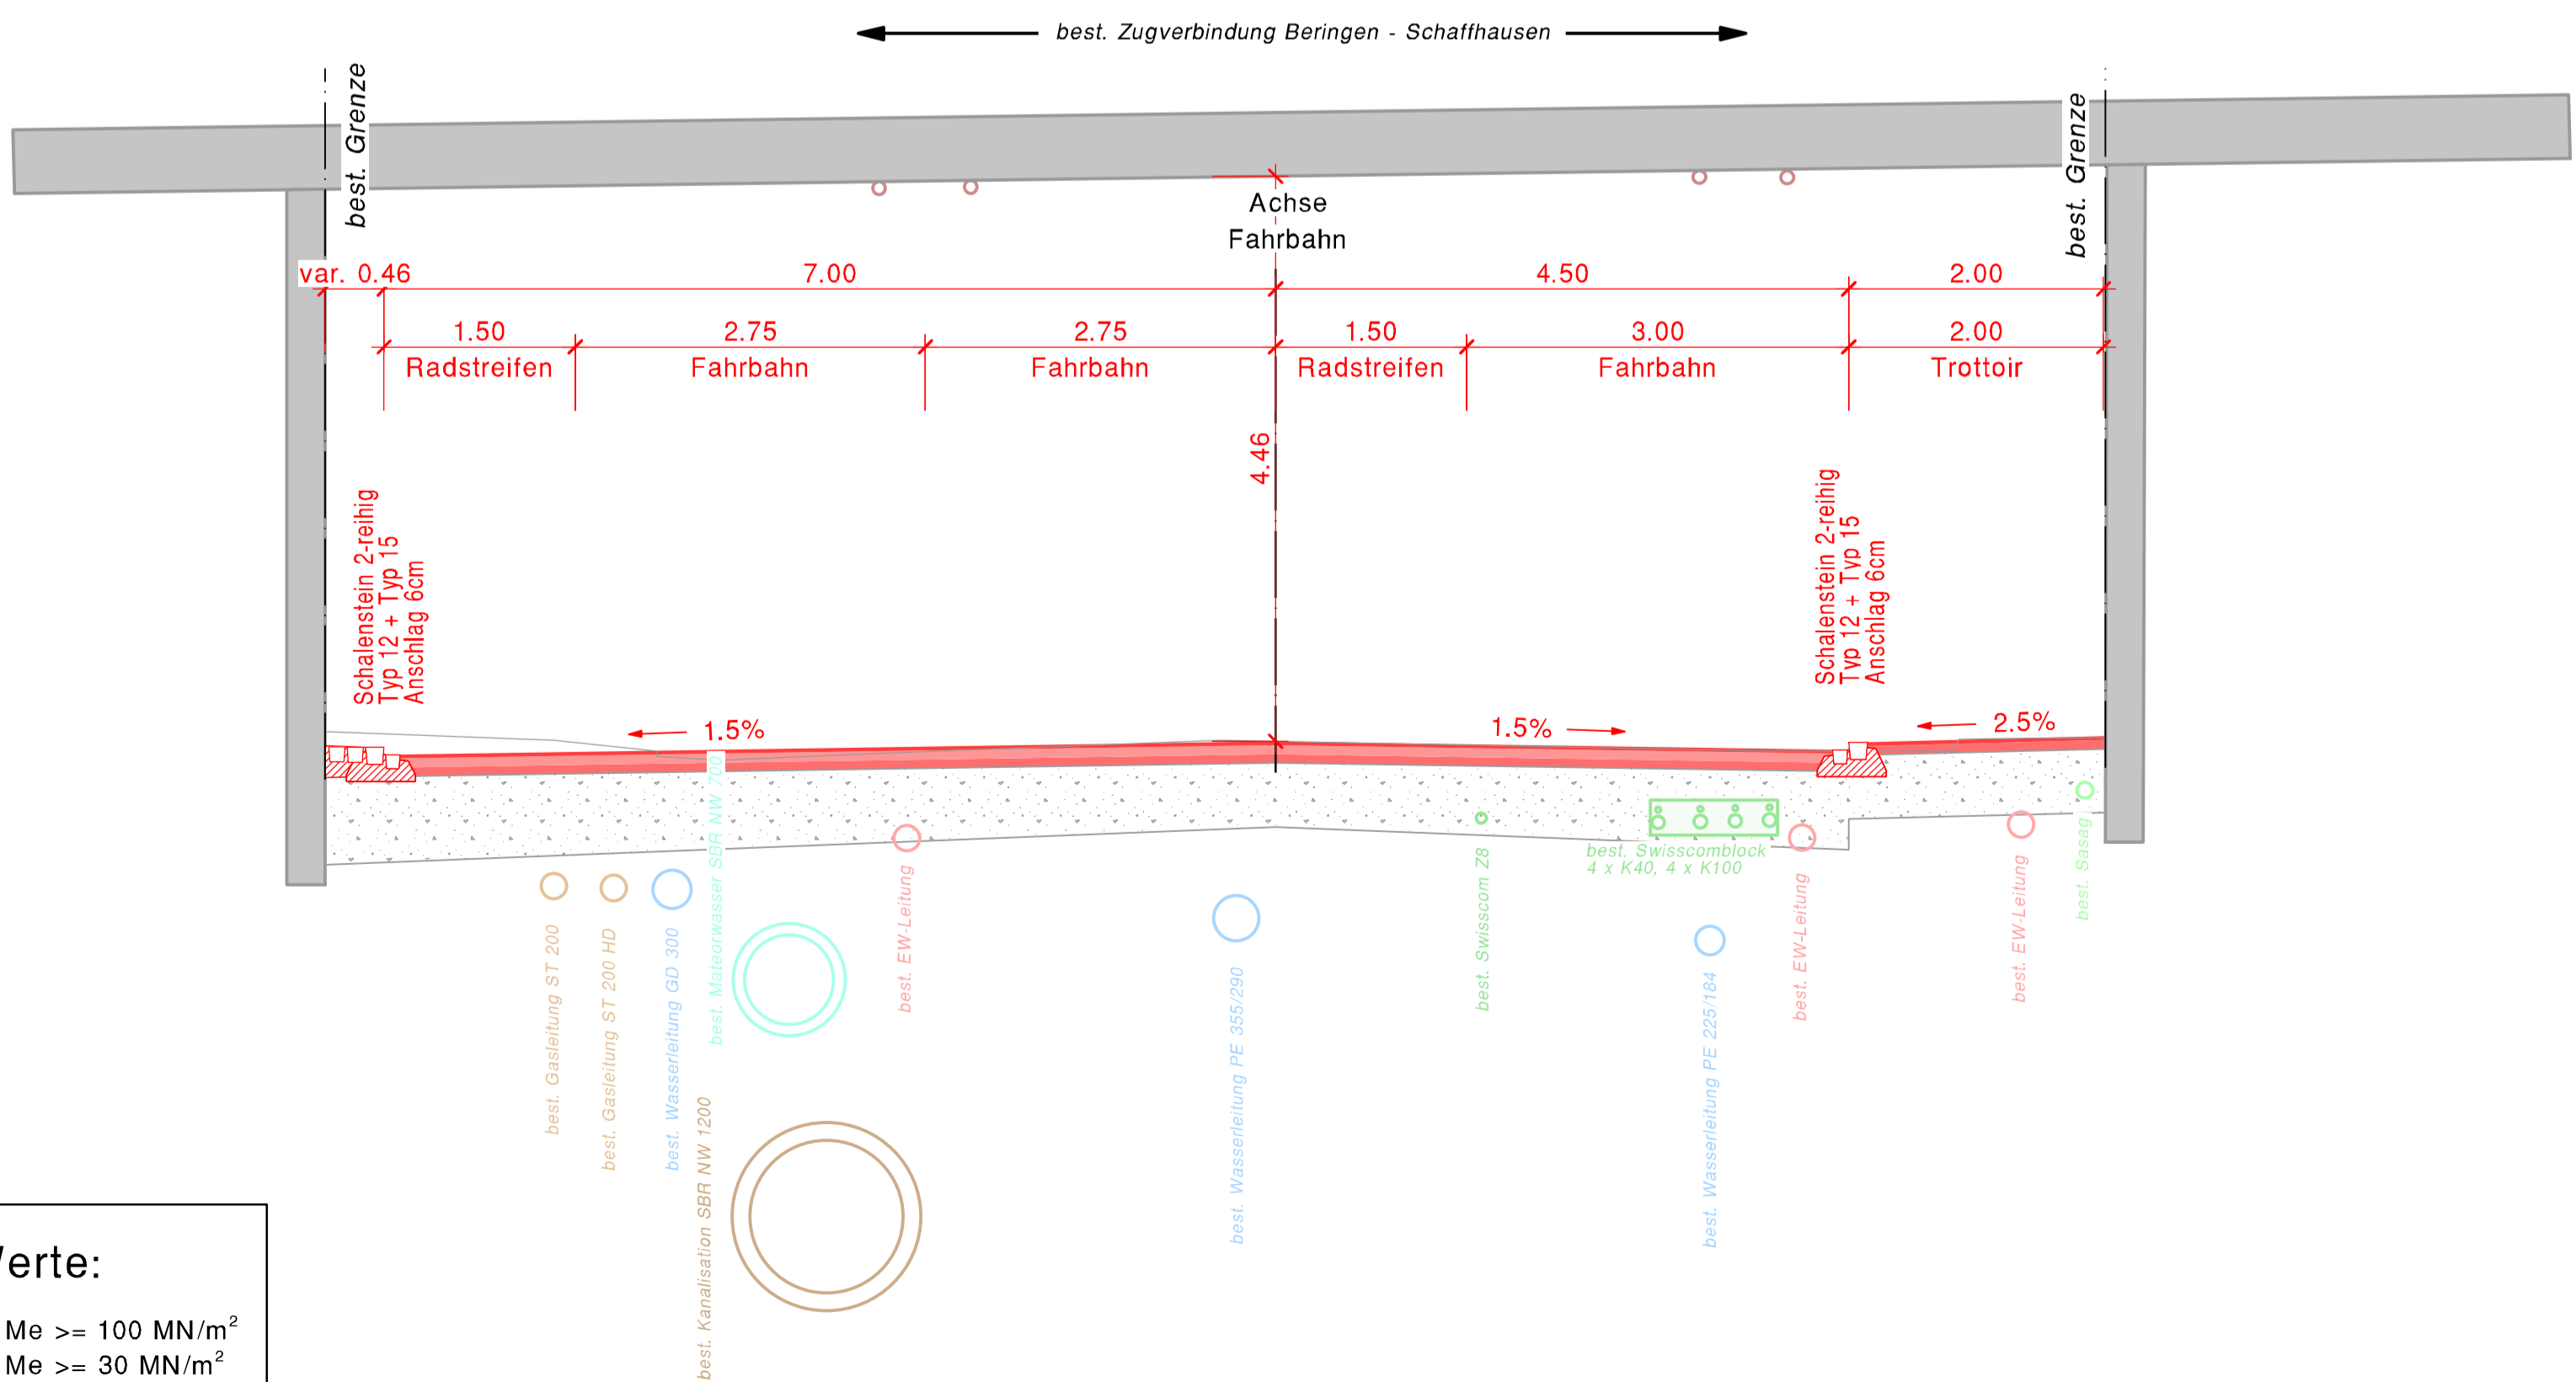 best. Zugverbindung Beringen - Schaffhausen
best. Grenze
best. Grenze
Achse
Fahrbahn
var. 0.46
7.00
4.50
2.00
1.50
2.75
2.75
1.50
3.00
2.00
Radstreifen
Fahrbahn
Fahrbahn
Radstreifen
Fahrbahn
Trottoir
4.46
Schalenstein 2-reihig
Typ 12 + Typ 15
Anschlag 6cm
Schalenstein 2-reihig
Typ 12 + Typ 15
Anschlag 6cm
1.5%
1.5%
2.5%
best. Gasleitung ST 200
best. Gasleitung ST 200 HD
best. Wasserleitung GD 300
best. Kanalisation SBR NW 1200
best. Mateorwasser SBR NW 700
best. EW-Leitung
best. Wasserleitung PE 355/290
best. Swisscom Z8
best. Swisscomblock
4 x K40, 4 x K100
best. Wasserleitung PE 225/184
best. EW-Leitung
best. EW-Leitung
best. Sasag
erte:
Me >= 100 MN/m²
Me >= 30 MN/m²